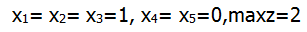 x₁= x₂= x₃=1, x₄= x₅=0,maxz=2